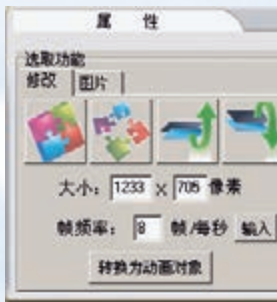 属 性
选取功能
修改 图片
大小: 1233 x 705 像素
帧频率: 8 帧/每秒 输入
转换为动画对象